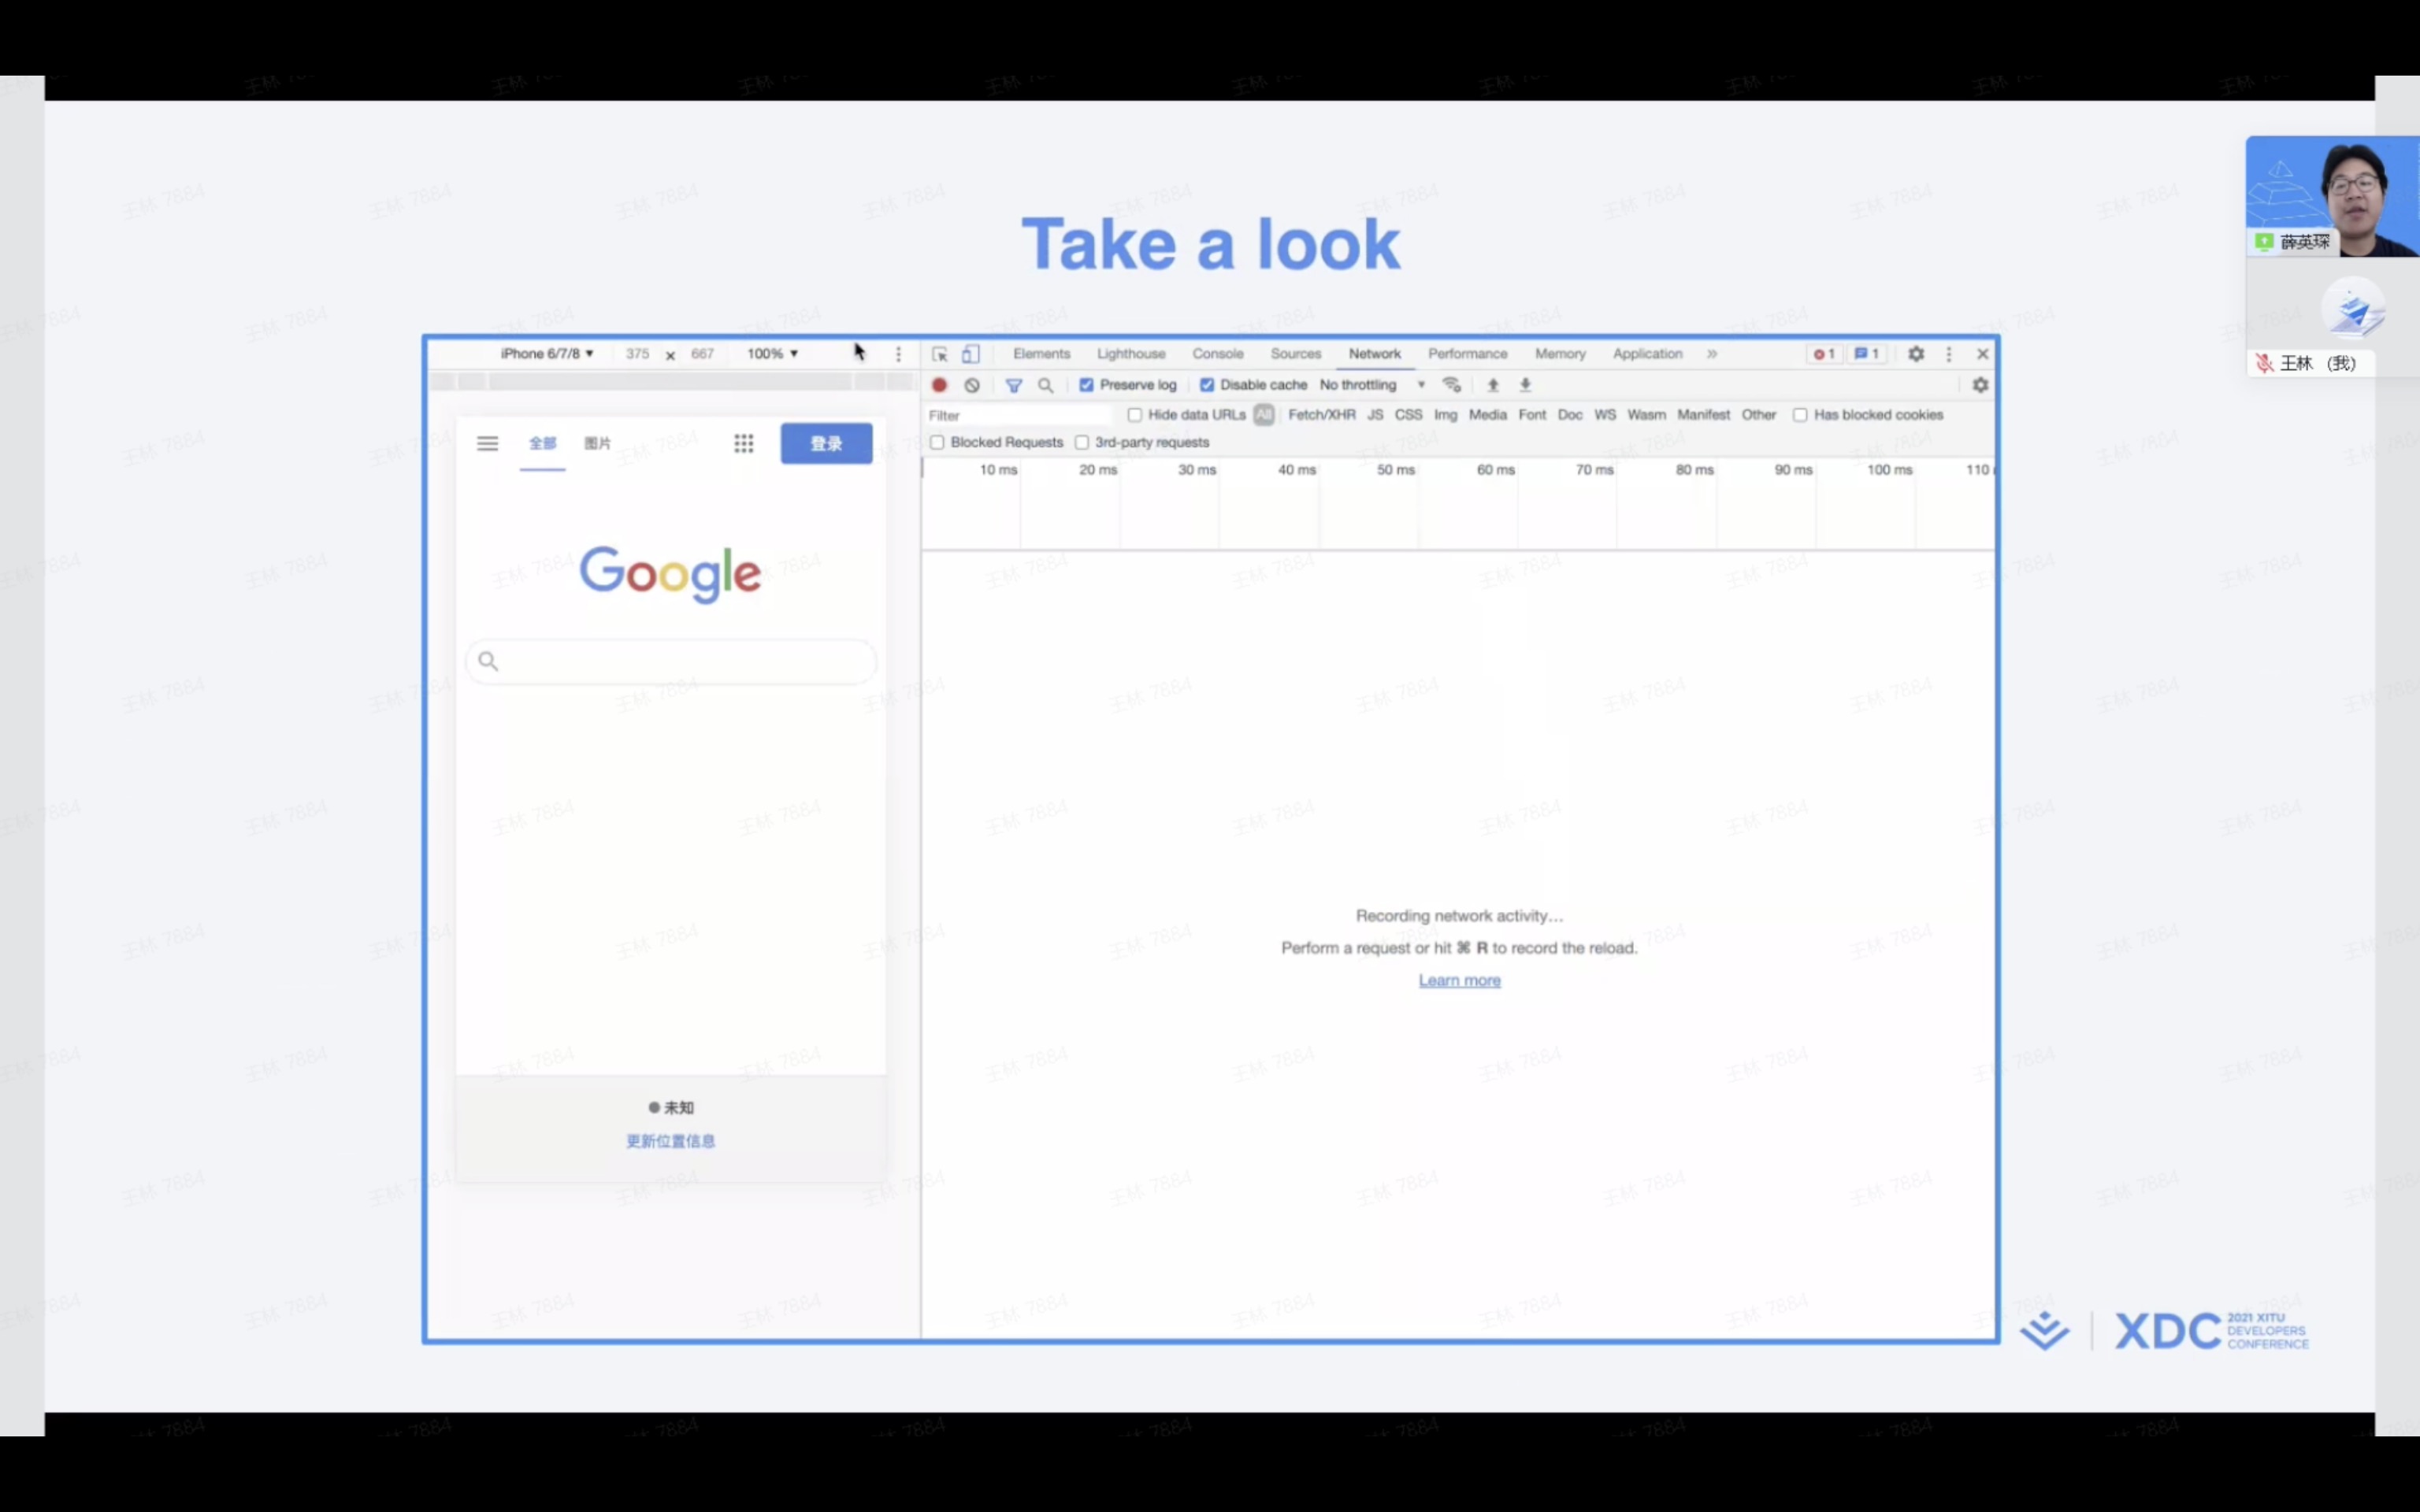 Take a look
薛英琛
王林 （我）
iPhone 6/7/8 ▼ 375 x 667 100% ▼
Elements Lighthouse Console Sources Network Performance Memory Application » 1 1
Preserve log Disable cache No throttling ▼
Filter Hide data URLs All Fetch/XHR JS CSS Img Media Font Doc WS Wasm Manifest Other Has blocked cookies
Blocked Requests 3rd-party requests
10 ms 20 ms 30 ms 40 ms 50 ms 60 ms 70 ms 80 ms 90 ms 100 ms 110
全部 图片 登录
Google
Recording network activity…
Perform a request or hit ⌘ R to record the reload.
Learn more
未知
更新位置信息
XDC 2021 XITU
DEVELOPERS
CONFERENCE
王林 7884